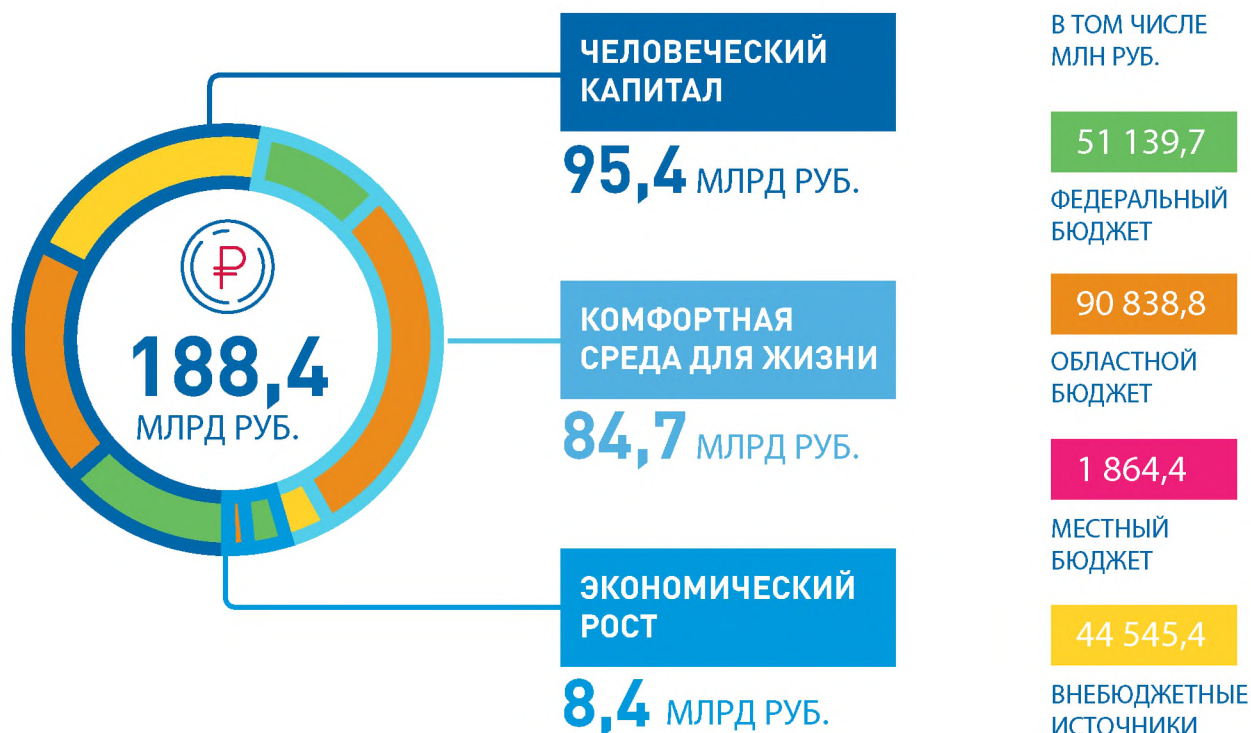 188,4
МЛРД РУБ.
ЧЕЛОВЕЧЕСКИЙ
КАПИТАЛ
95,4 МЛРД РУБ.
КОМФОРТНАЯ
СРЕДА ДЛЯ ЖИЗНИ
84,7 МЛРД РУБ.
ЭКОНОМИЧЕСКИЙ
РОСТ
8,4 МЛРД РУБ.
В ТОМ ЧИСЛЕ
МЛН РУБ.
51 139,7
ФЕДЕРАЛЬНЫЙ
БЮДЖЕТ
90 838,8
ОБЛАСТНОЙ
БЮДЖЕТ
1 864,4
МЕСТНЫЙ
БЮДЖЕТ
44 545,4
ВНЕБЮДЖЕТНЫЕ
ИСТОЧНИКИ